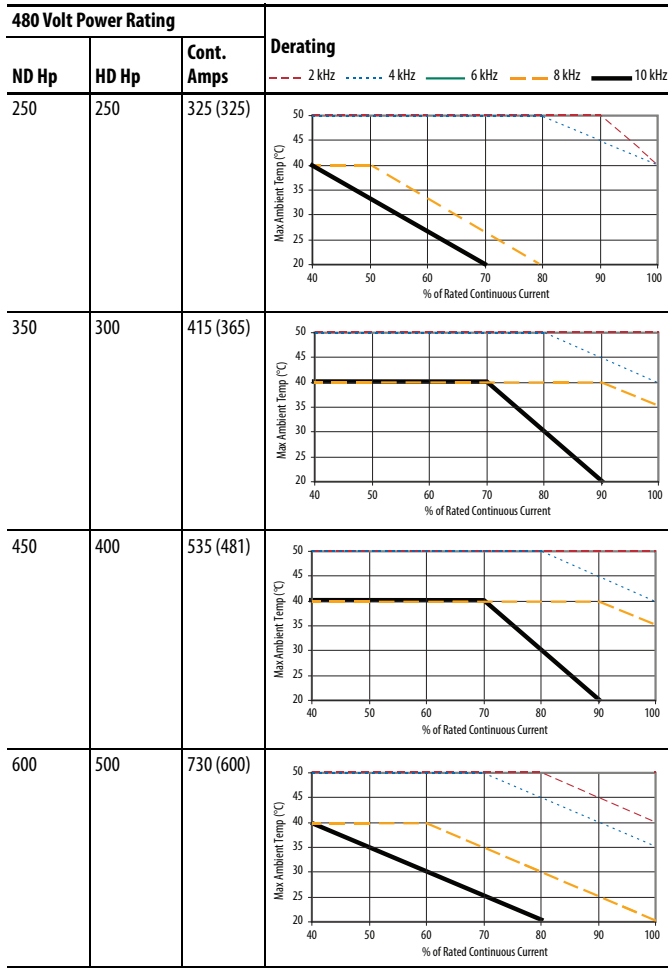 480 Volt Power Rating
Derating
ND Hp HD Hp Cont. Amps
2 kHz 4 kHz 6 kHz 8 kHz 10 kHz
250 250 325 (325)
50
45
40
35
30
25
20
Max Ambient Temp (°C)
40 50 60 70 80 90 100
% of Rated Continuous Current
350 300 415 (365)
50
45
40
35
30
25
20
Max Ambient Temp (°C)
40 50 60 70 80 90 100
% of Rated Continuous Current
450 400 535 (481)
50
45
40
35
30
25
20
Max Ambient Temp (°C)
40 50 60 70 80 90 100
% of Rated Continuous Current
600 500 730 (600)
50
45
40
35
30
25
20
Max Ambient Temp (°C)
40 50 60 70 80 90 100
% of Rated Continuous Current